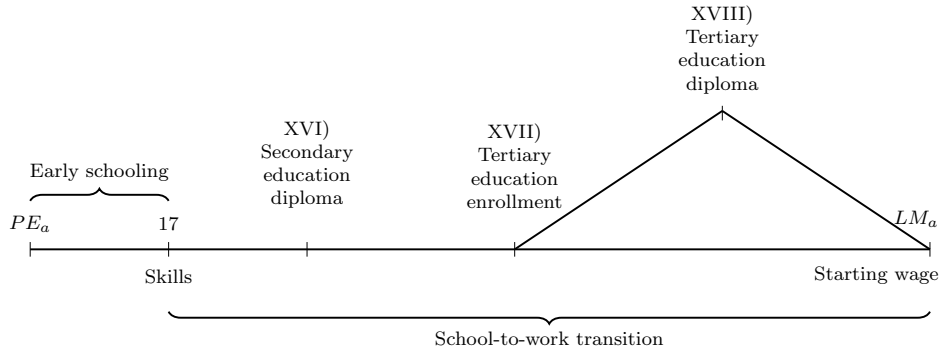 XVIII)
Tertiary
education
diploma
XVI)
Secondary
education
diploma
XVII)
Tertiary
education
enrollment
Early schooling
PE_a
17
LM_a
Skills
Starting wage
School-to-work transition